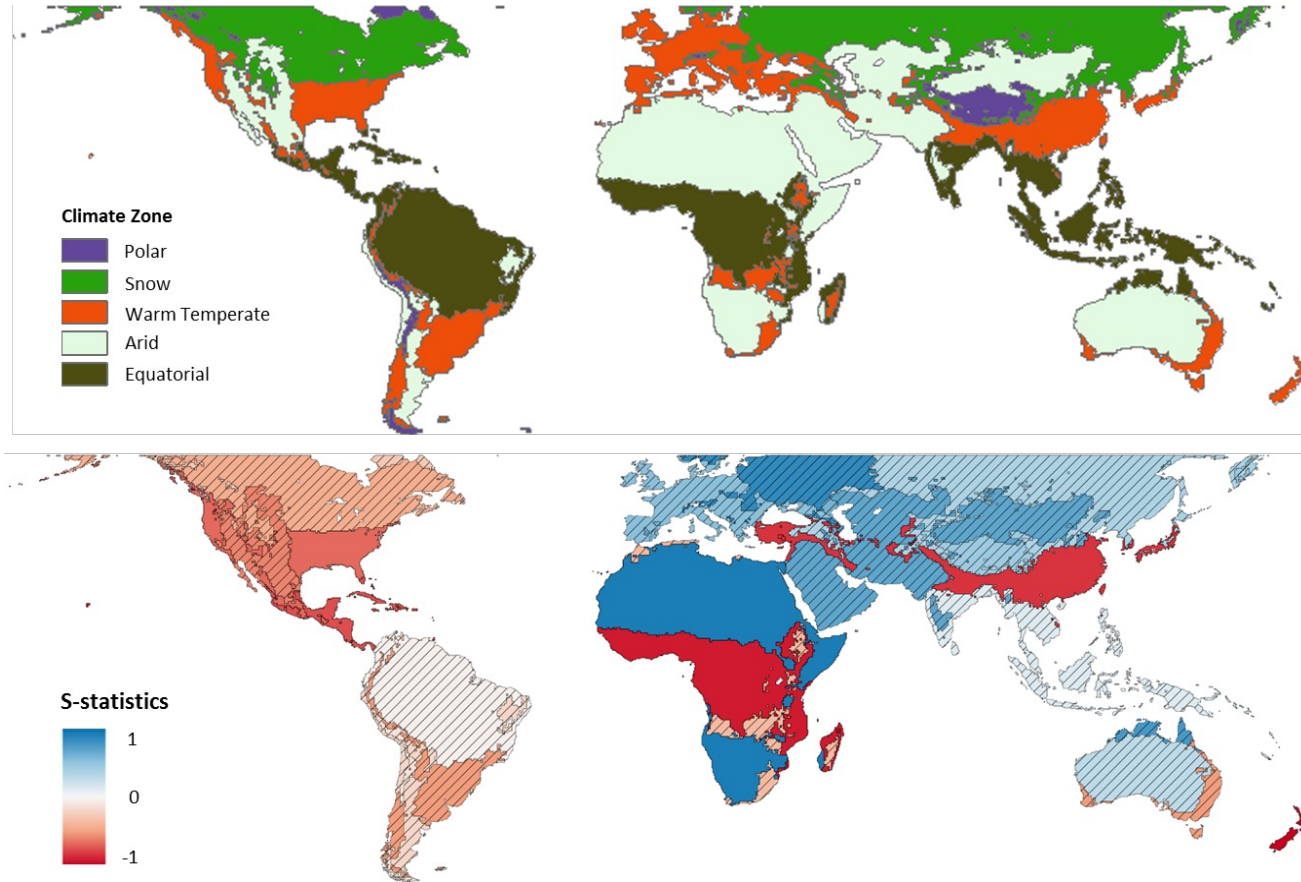 Climate Zone
Polar
Snow
Warm Temperate
Arid
Equatorial
S-statistics
1
0
-1